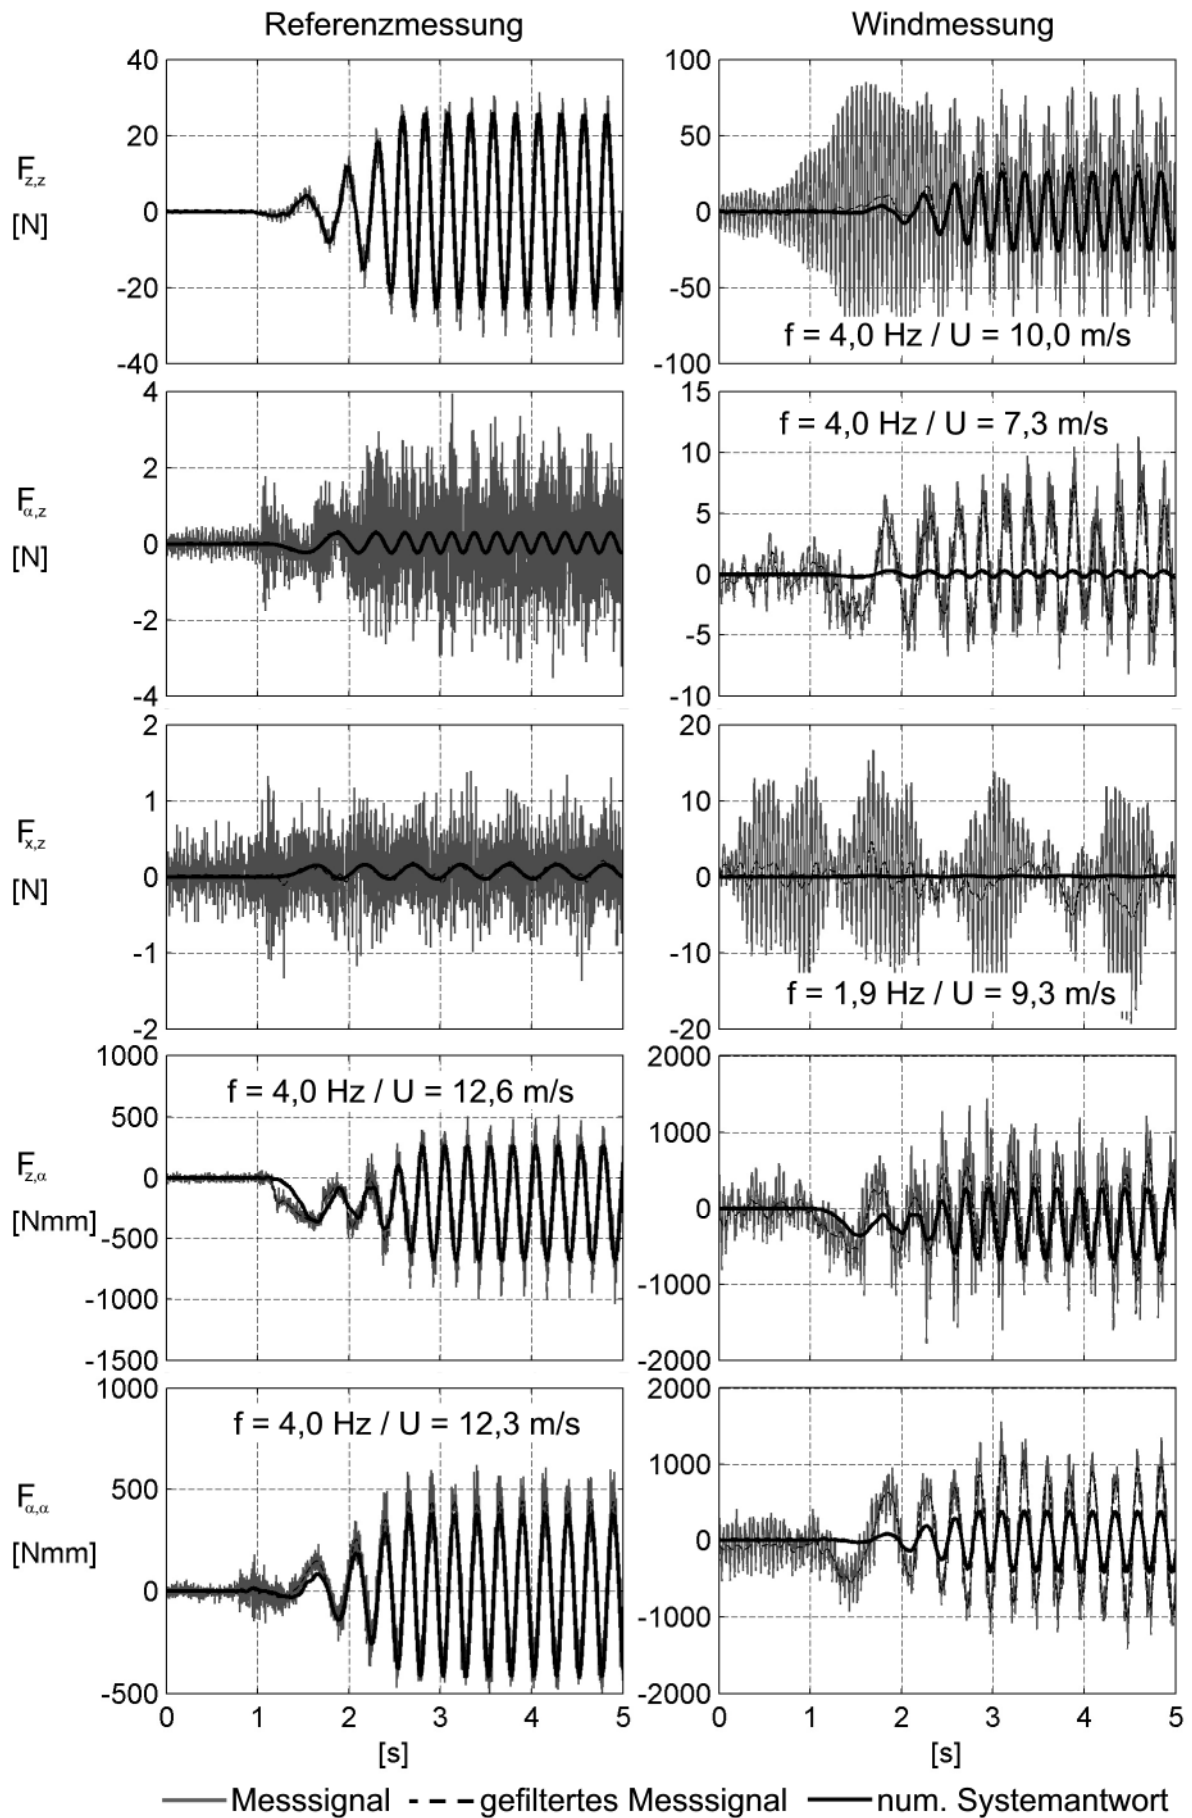 Referenzmessung Windmessung
40 100
20 50
F z,z
0 0
[N]
-20 -50
f = 4,0 Hz / U = 10,0 m/s
-40 -100
4 15
f = 4,0 Hz / U = 7,3 m/s
10
2
F α,z
5
0 0
[N]
-2 -5
-4 -10
2 20
1 10
F x,z
0 0
[N]
-1 -10
f = 1,9 Hz / U = 9,3 m/s
-2 -20
1000 2000
f = 4,0 Hz / U = 12,6 m/s
500 1000
F z,α
0 0
[Nmm]
-500
-1000 -1000
-1500 -2000
1000 2000
f = 4,0 Hz / U = 12,3 m/s
500 1000
F α,α
0
[Nmm]
0 -1000
-500 -2000
0 1 2 3 4 5 0 1 2 3 4 5
[s] [s]
Messsignal gefiltertes Messsignal num. Systemantwort